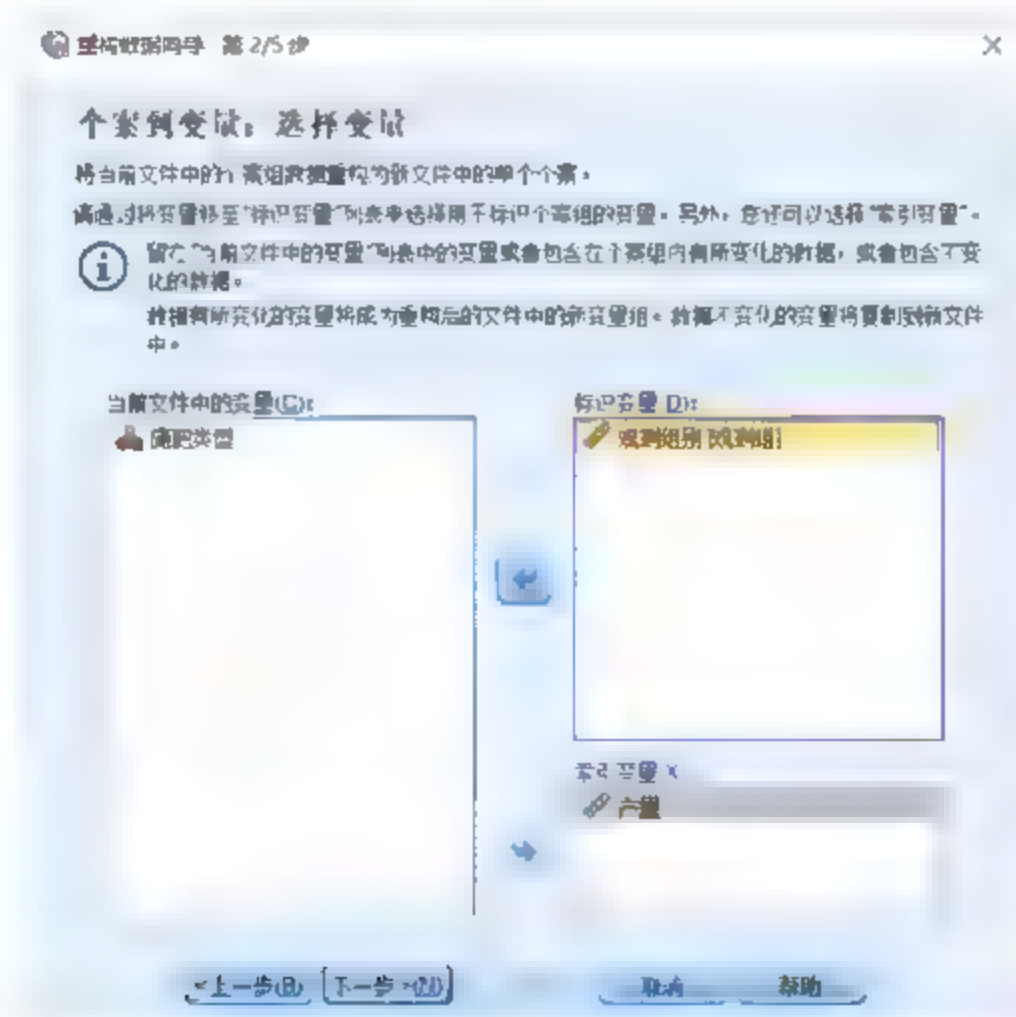 重构数据向导 - 第 2/5 步
个案到变量：选择变量
将当前文件中的个案组数据重构为新文件中的单个个案。
请通过将变量移至“标识变量”列表中选择用于标识个案组的变量。另外，您还可以选择“索引变量”。
留在“当前文件中的变量”列表中的变量或者包含在个案组内有所变化的数据，或者包含不变
化的数据。
数据有所变化的变量将成为重构后的文件中的新变量组。数据不变化的变量将复制到新文件
中。
当前文件中的变量(C):
施肥类型
标识变量(D):
观测组别
索引变量(X)
产量
< 上一步(B)
下一步 >(N)
取消
帮助